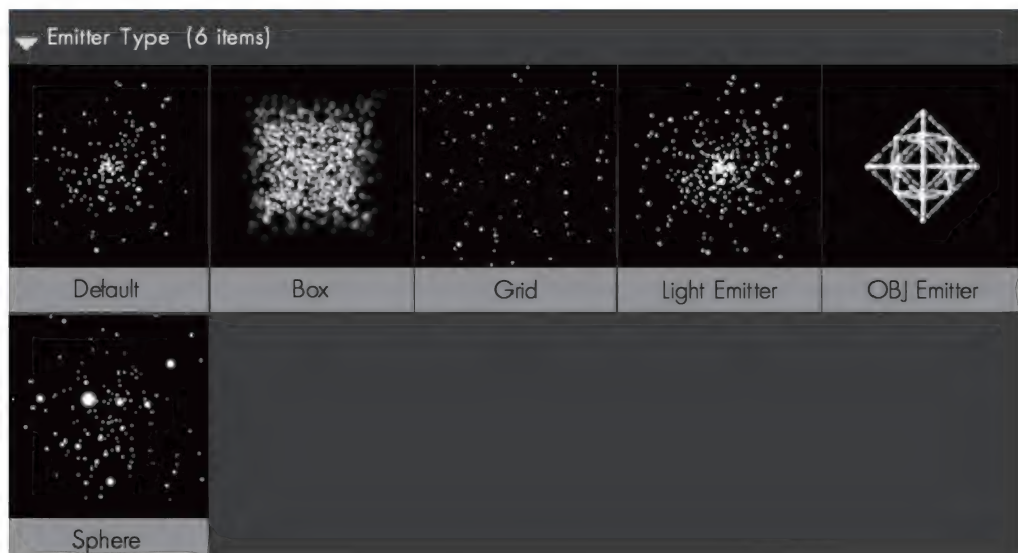 Emitter Type (6 items)
Default
Box
Grid
Light Emitter
OBJ Emitter
Sphere